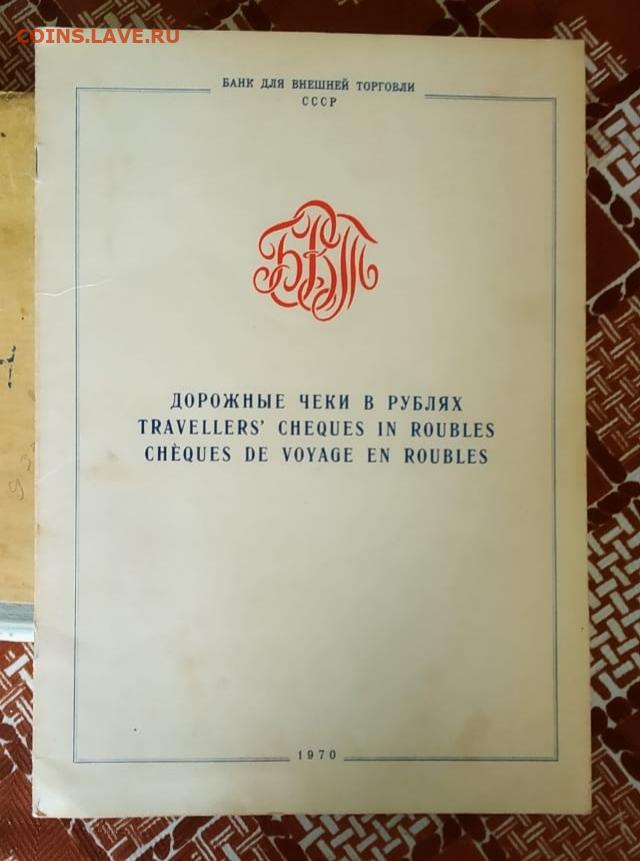 COINS.LAVE.RU
БАНК ДЛЯ ВНЕШНЕЙ ТОРГОВЛИ
СССР
БВТ
ДОРОЖНЫЕ ЧЕКИ В РУБЛЯХ
TRAVELLERS' CHEQUES IN ROUBLES
CHÈQUES DE VOYAGE EN ROUBLES
1970